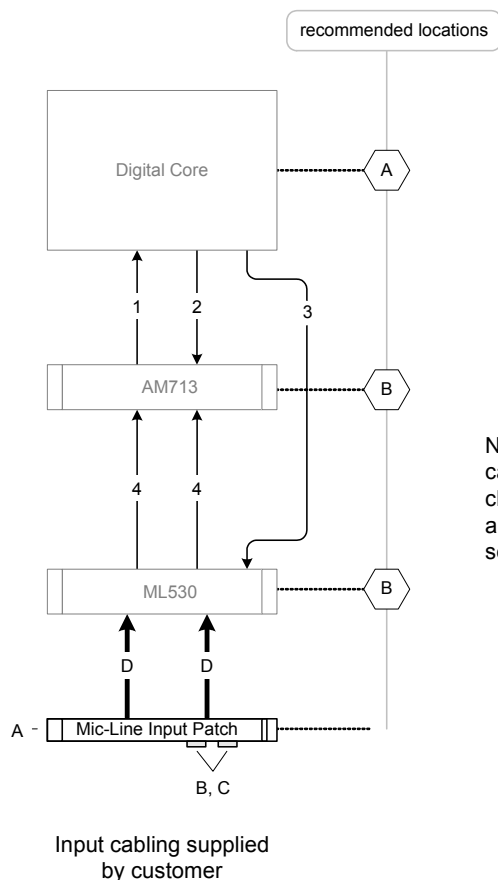 recommended locations
Digital Core
A
1
2
3
AM713
B
4
4
ML530
B
D
D
A
Mic-Line Input Patch
B, C
Input cabling supplied
by customer